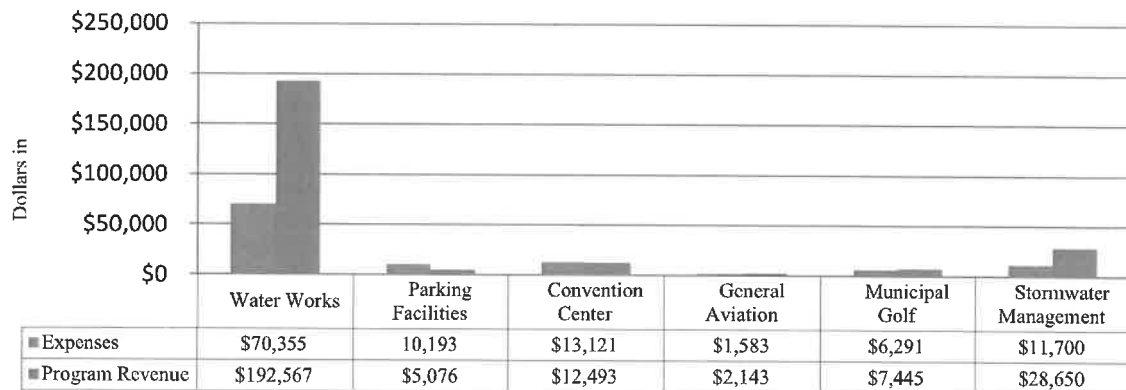 $250,000
$200,000
$150,000
$100,000
$50,000
$0
Dollars in
Water Works
Parking
Facilities
Convention
Center
General
Aviation
Municipal
Golf
Stormwater
Management
Expenses $70,355 10,193 $13,121 $1,583 $6,291 $11,700
Program Revenue $192,567 $5,076 $12,493 $2,143 $7,445 $28,650